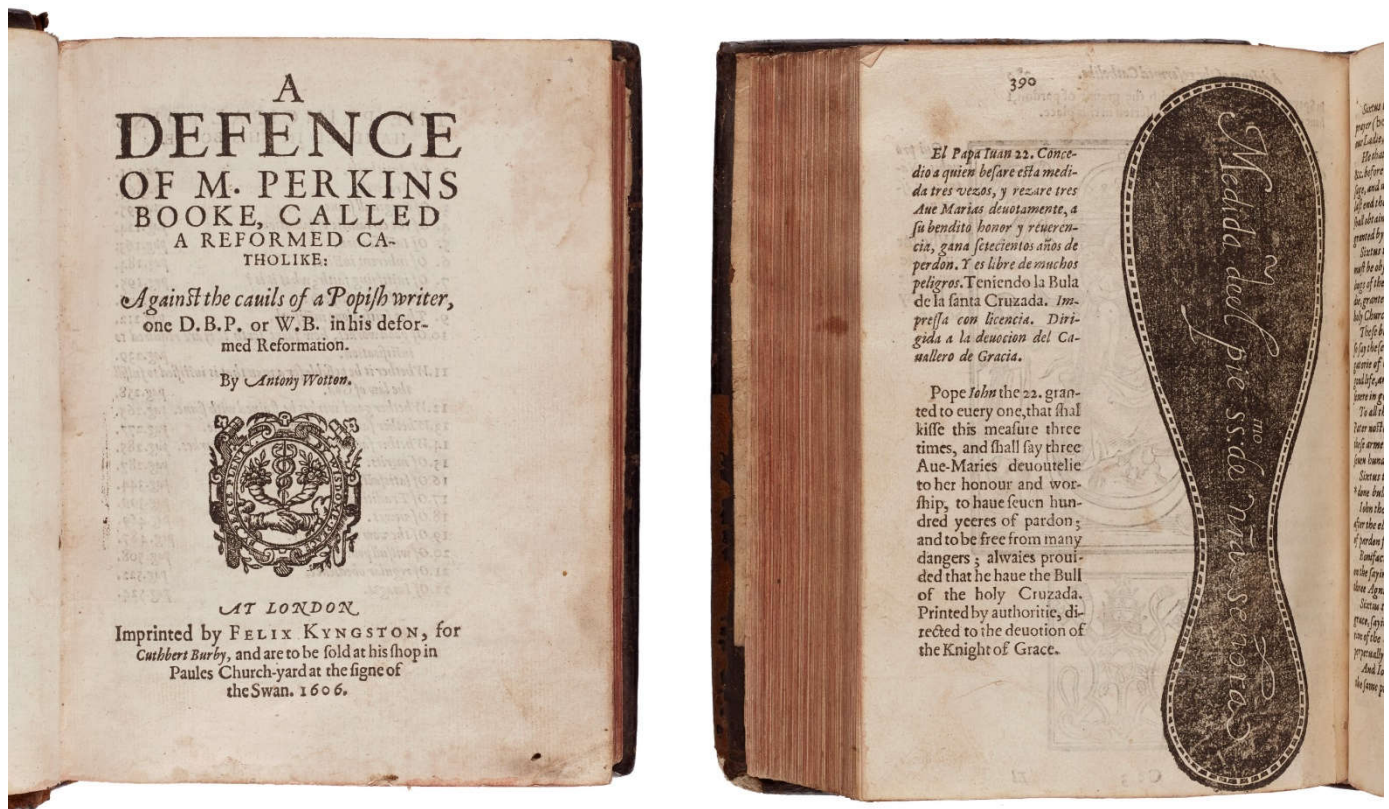 A
DEFENCE
OF M. PERKINS
BOOKE, CALLED
A REFORMED CA-
THOLIKE:
Againſt the cauils of a Popiſh writer,
one D.B.P. or W.B. in his defor-
med Reformation.
By Antony Wotton.
AT LONDON
Imprinted by FELIX KYNGSTON, for
Cuthbert Burby, and are to be ſold at his ſhop in
Paules Church-yard at the ſigne of
the Swan. 1606.
390
El Papa Iuan 22. Conce-
dio a quien beſare eſta medi-
da tres vezos, y rezare tres
Aue Marias deuotamente, a
ſu bendito honor y reueren-
cia, gana ſetecientos años de
perdon. Y es libre de muchos
peligros. Teniendo la Bula
de la ſanta Cruzada. Im-
preſſa con licencia. Diri-
gida a la deuocion del Ca-
uallero de Gracia.
Pope Iohn the 22. gran-
ted to euery one, that ſhal
kiſſe this meaſure three
times, and ſhall ſay three
Aue-Maries deuoutelie
to her honour and wor-
ſhip, to haue ſeuen hun-
dred yeeres of pardon;
and to be free from many
dangers; alwaies proui-
ded that he haue the Bull
of the holy Cruzada.
Printed by authoritie, di-
rected to the deuotion of
the Knight of Grace.
pie ss.mo de nr̃a señora